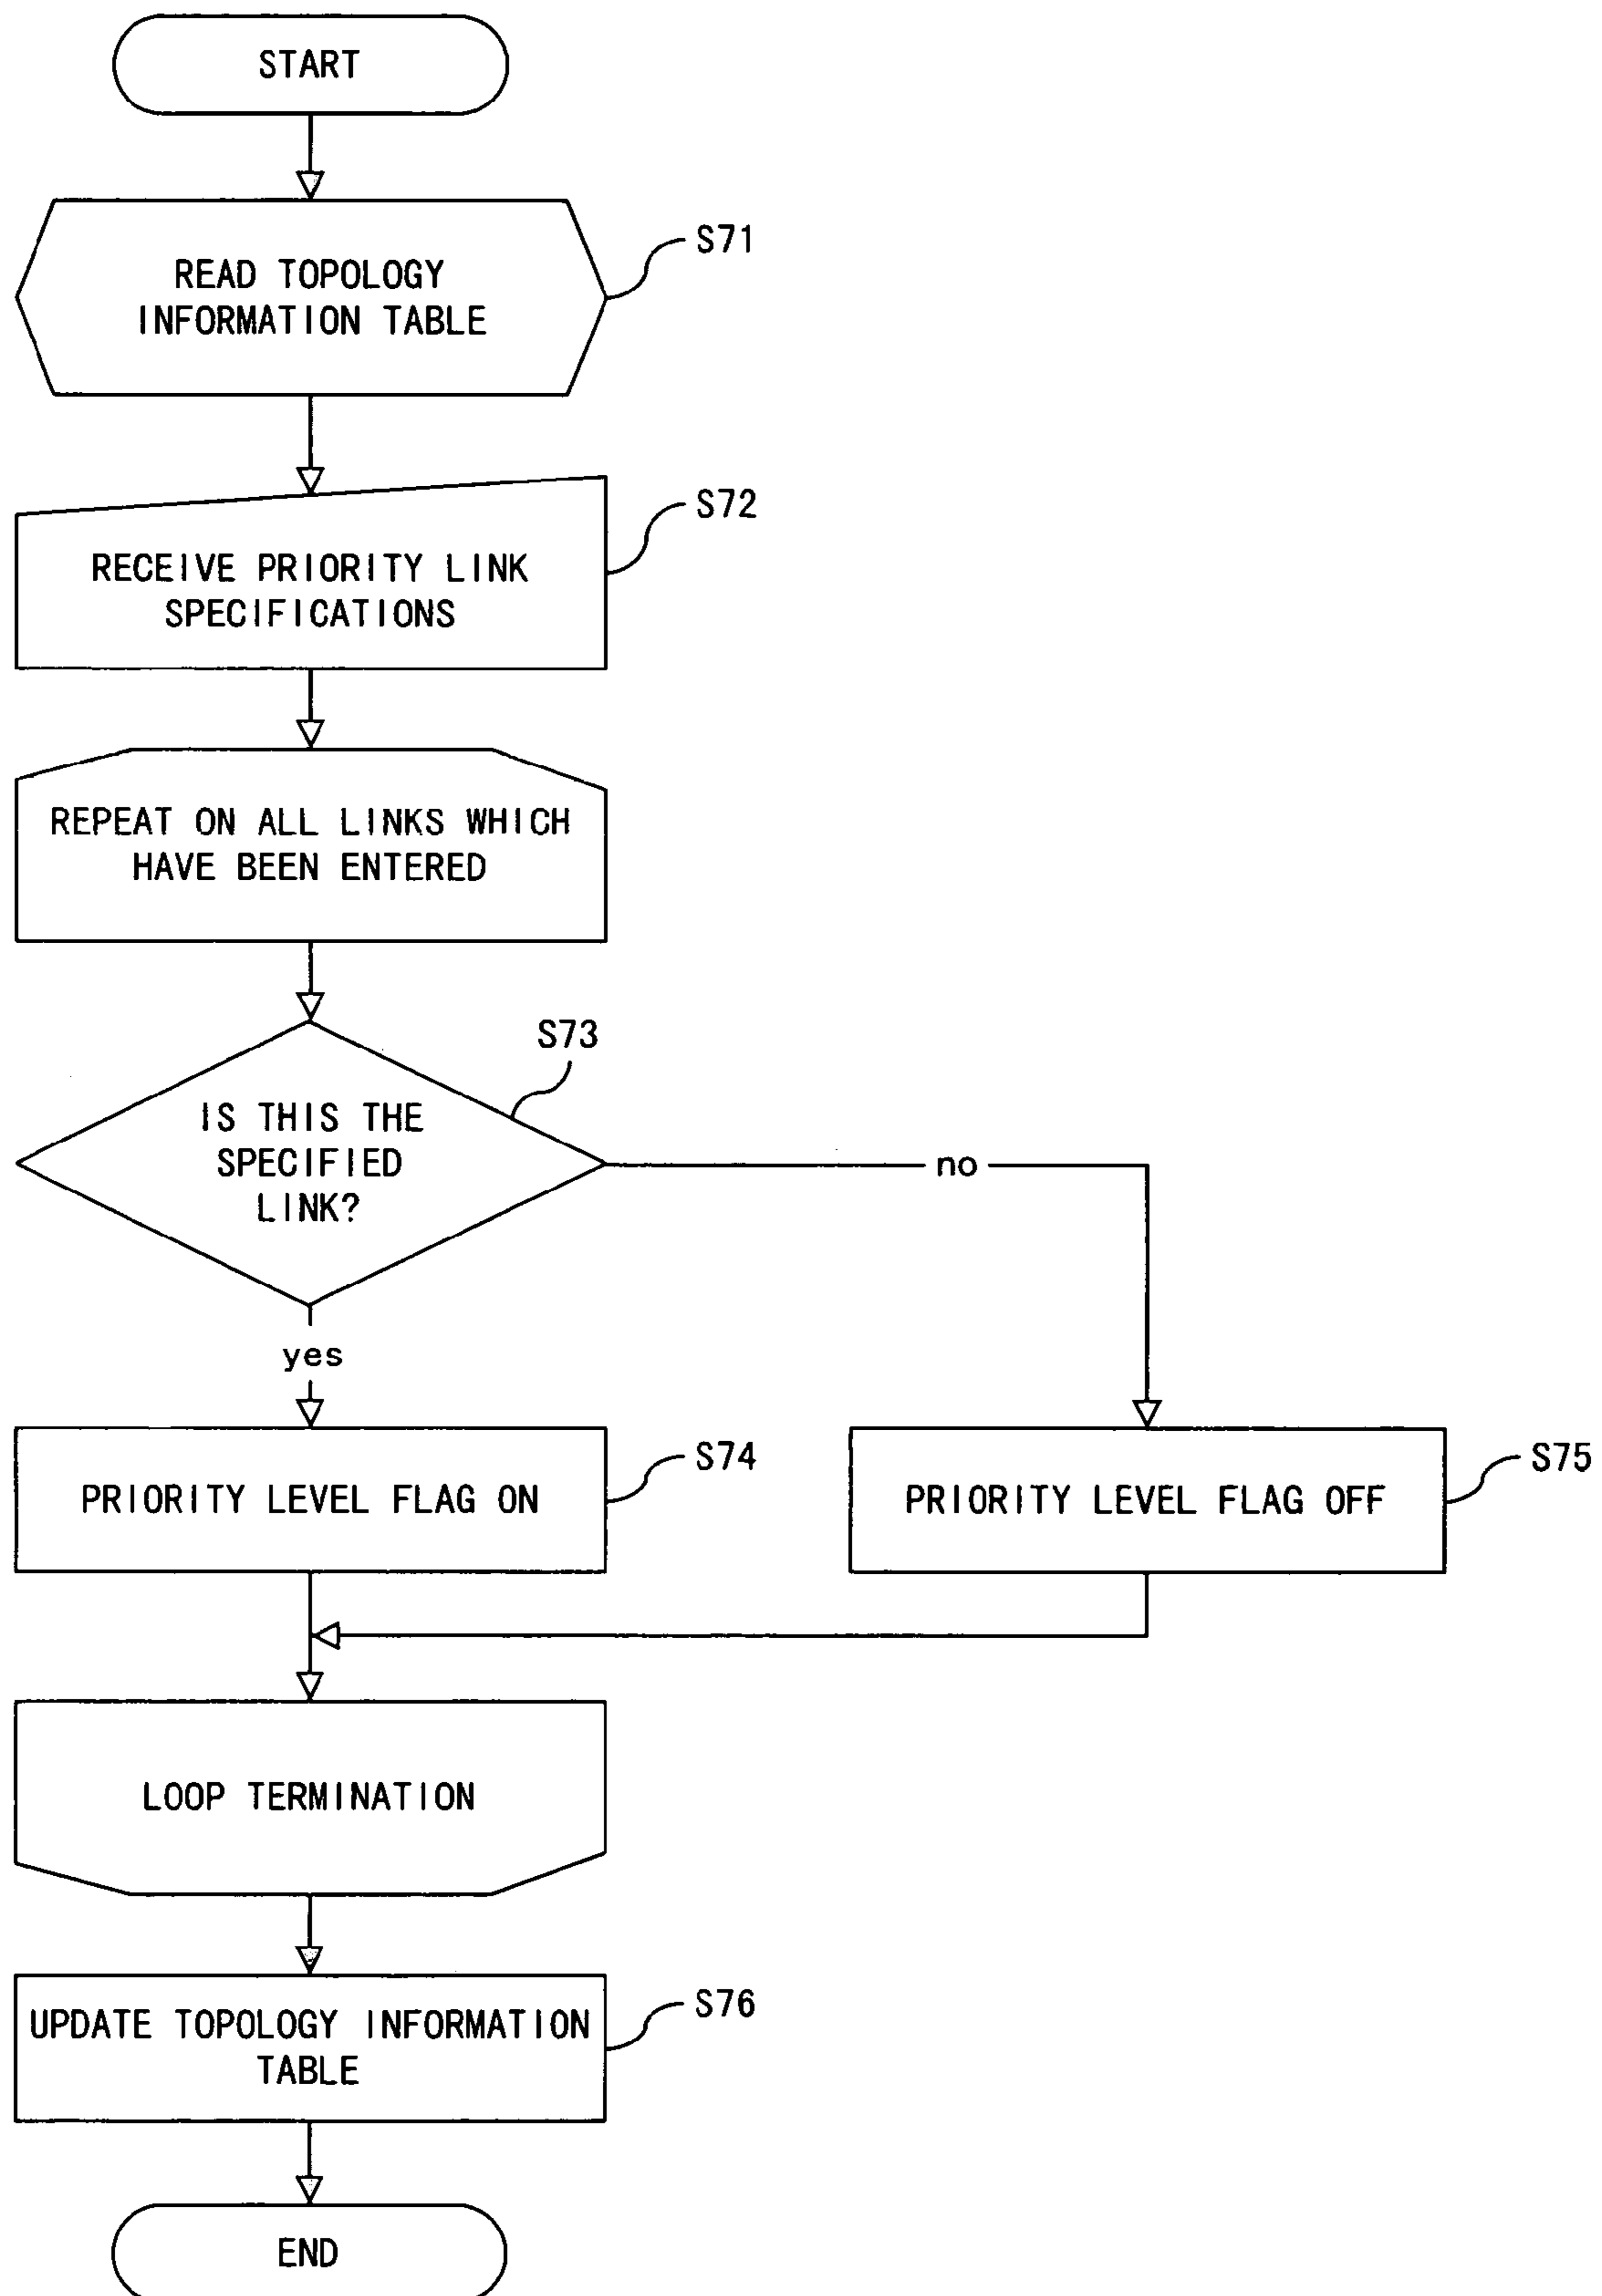 START
READ TOPOLOGY
INFORMATION TABLE
S71
RECEIVE PRIORITY LINK
SPECIFICATIONS
S72
REPEAT ON ALL LINKS WHICH
HAVE BEEN ENTERED
S73
IS THIS THE
SPECIFIED
LINK?
no
yes
PRIORITY LEVEL FLAG ON
S74
PRIORITY LEVEL FLAG OFF
S75
LOOP TERMINATION
UPDATE TOPOLOGY INFORMATION
TABLE
S76
END